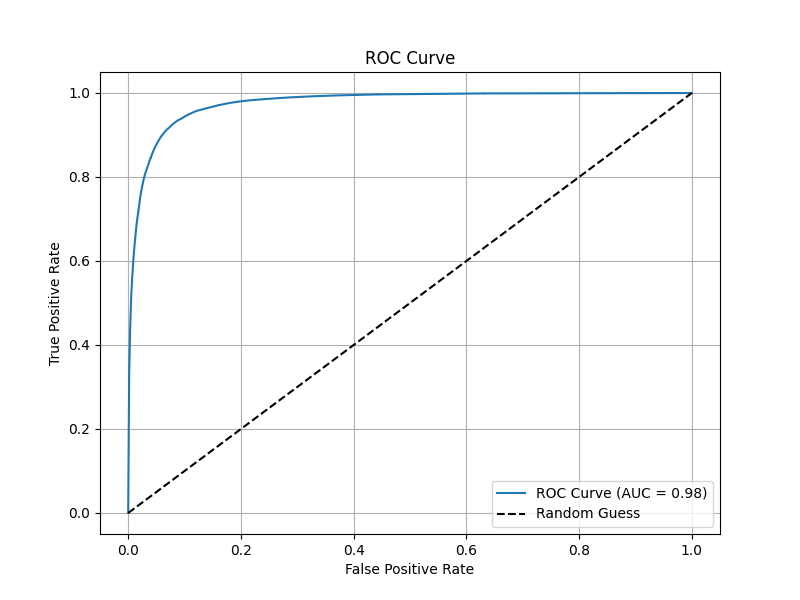 ROC Curve
True Positive Rate
1.0
0.8
0.6
0.4
0.2
0.0
0.0 0.2 0.4 0.6 0.8 1.0
False Positive Rate
ROC Curve (AUC = 0.98)
Random Guess